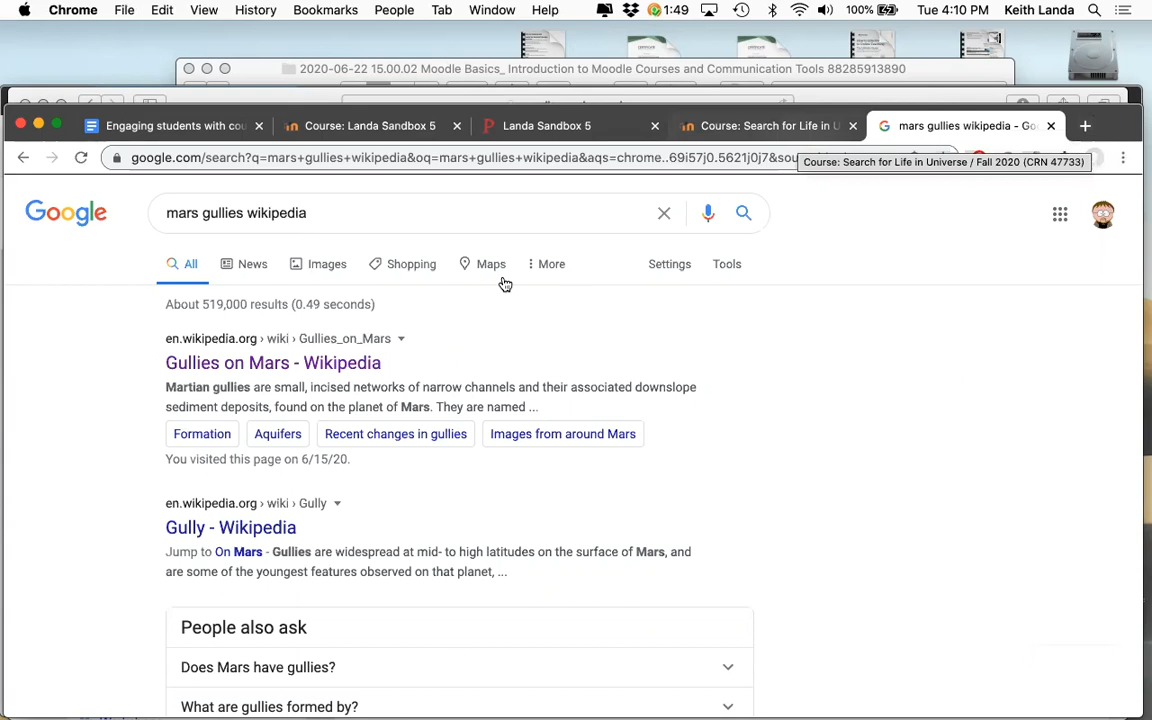 Chrome File Edit View History Bookmarks People Tab Window Help 1:49 100% Tue 4:10 PM Keith Landa
2020-06-22 15.00.02 Moodle Basics_ Introduction to Moodle Courses and Communication Tools 88285913890
Engaging students with cou Course: Landa Sandbox 5 Landa Sandbox 5 Course: Search for Life in U mars gullies wikipedia - Go
google.com/search?q=mars+gullies+wikipedia&oq=mars+gullies+wikipedia&aqs=chrome..69i57j0.5621j0j7&sou
Course: Search for Life in Universe / Fall 2020 (CRN 47733)
Google mars gullies wikipedia
All News Images Shopping Maps More Settings Tools
About 519,000 results (0.49 seconds)
en.wikipedia.org › wiki › Gullies_on_Mars
Gullies on Mars - Wikipedia
Martian gullies are small, incised networks of narrow channels and their associated downslope
sediment deposits, found on the planet of Mars. They are named ...
Formation Aquifers Recent changes in gullies Images from around Mars
You visited this page on 6/15/20.
en.wikipedia.org › wiki › Gully
Gully - Wikipedia
Jump to On Mars - Gullies are widespread at mid- to high latitudes on the surface of Mars, and
are some of the youngest features observed on that planet, ...
People also ask
Does Mars have gullies?
What are gullies formed by?